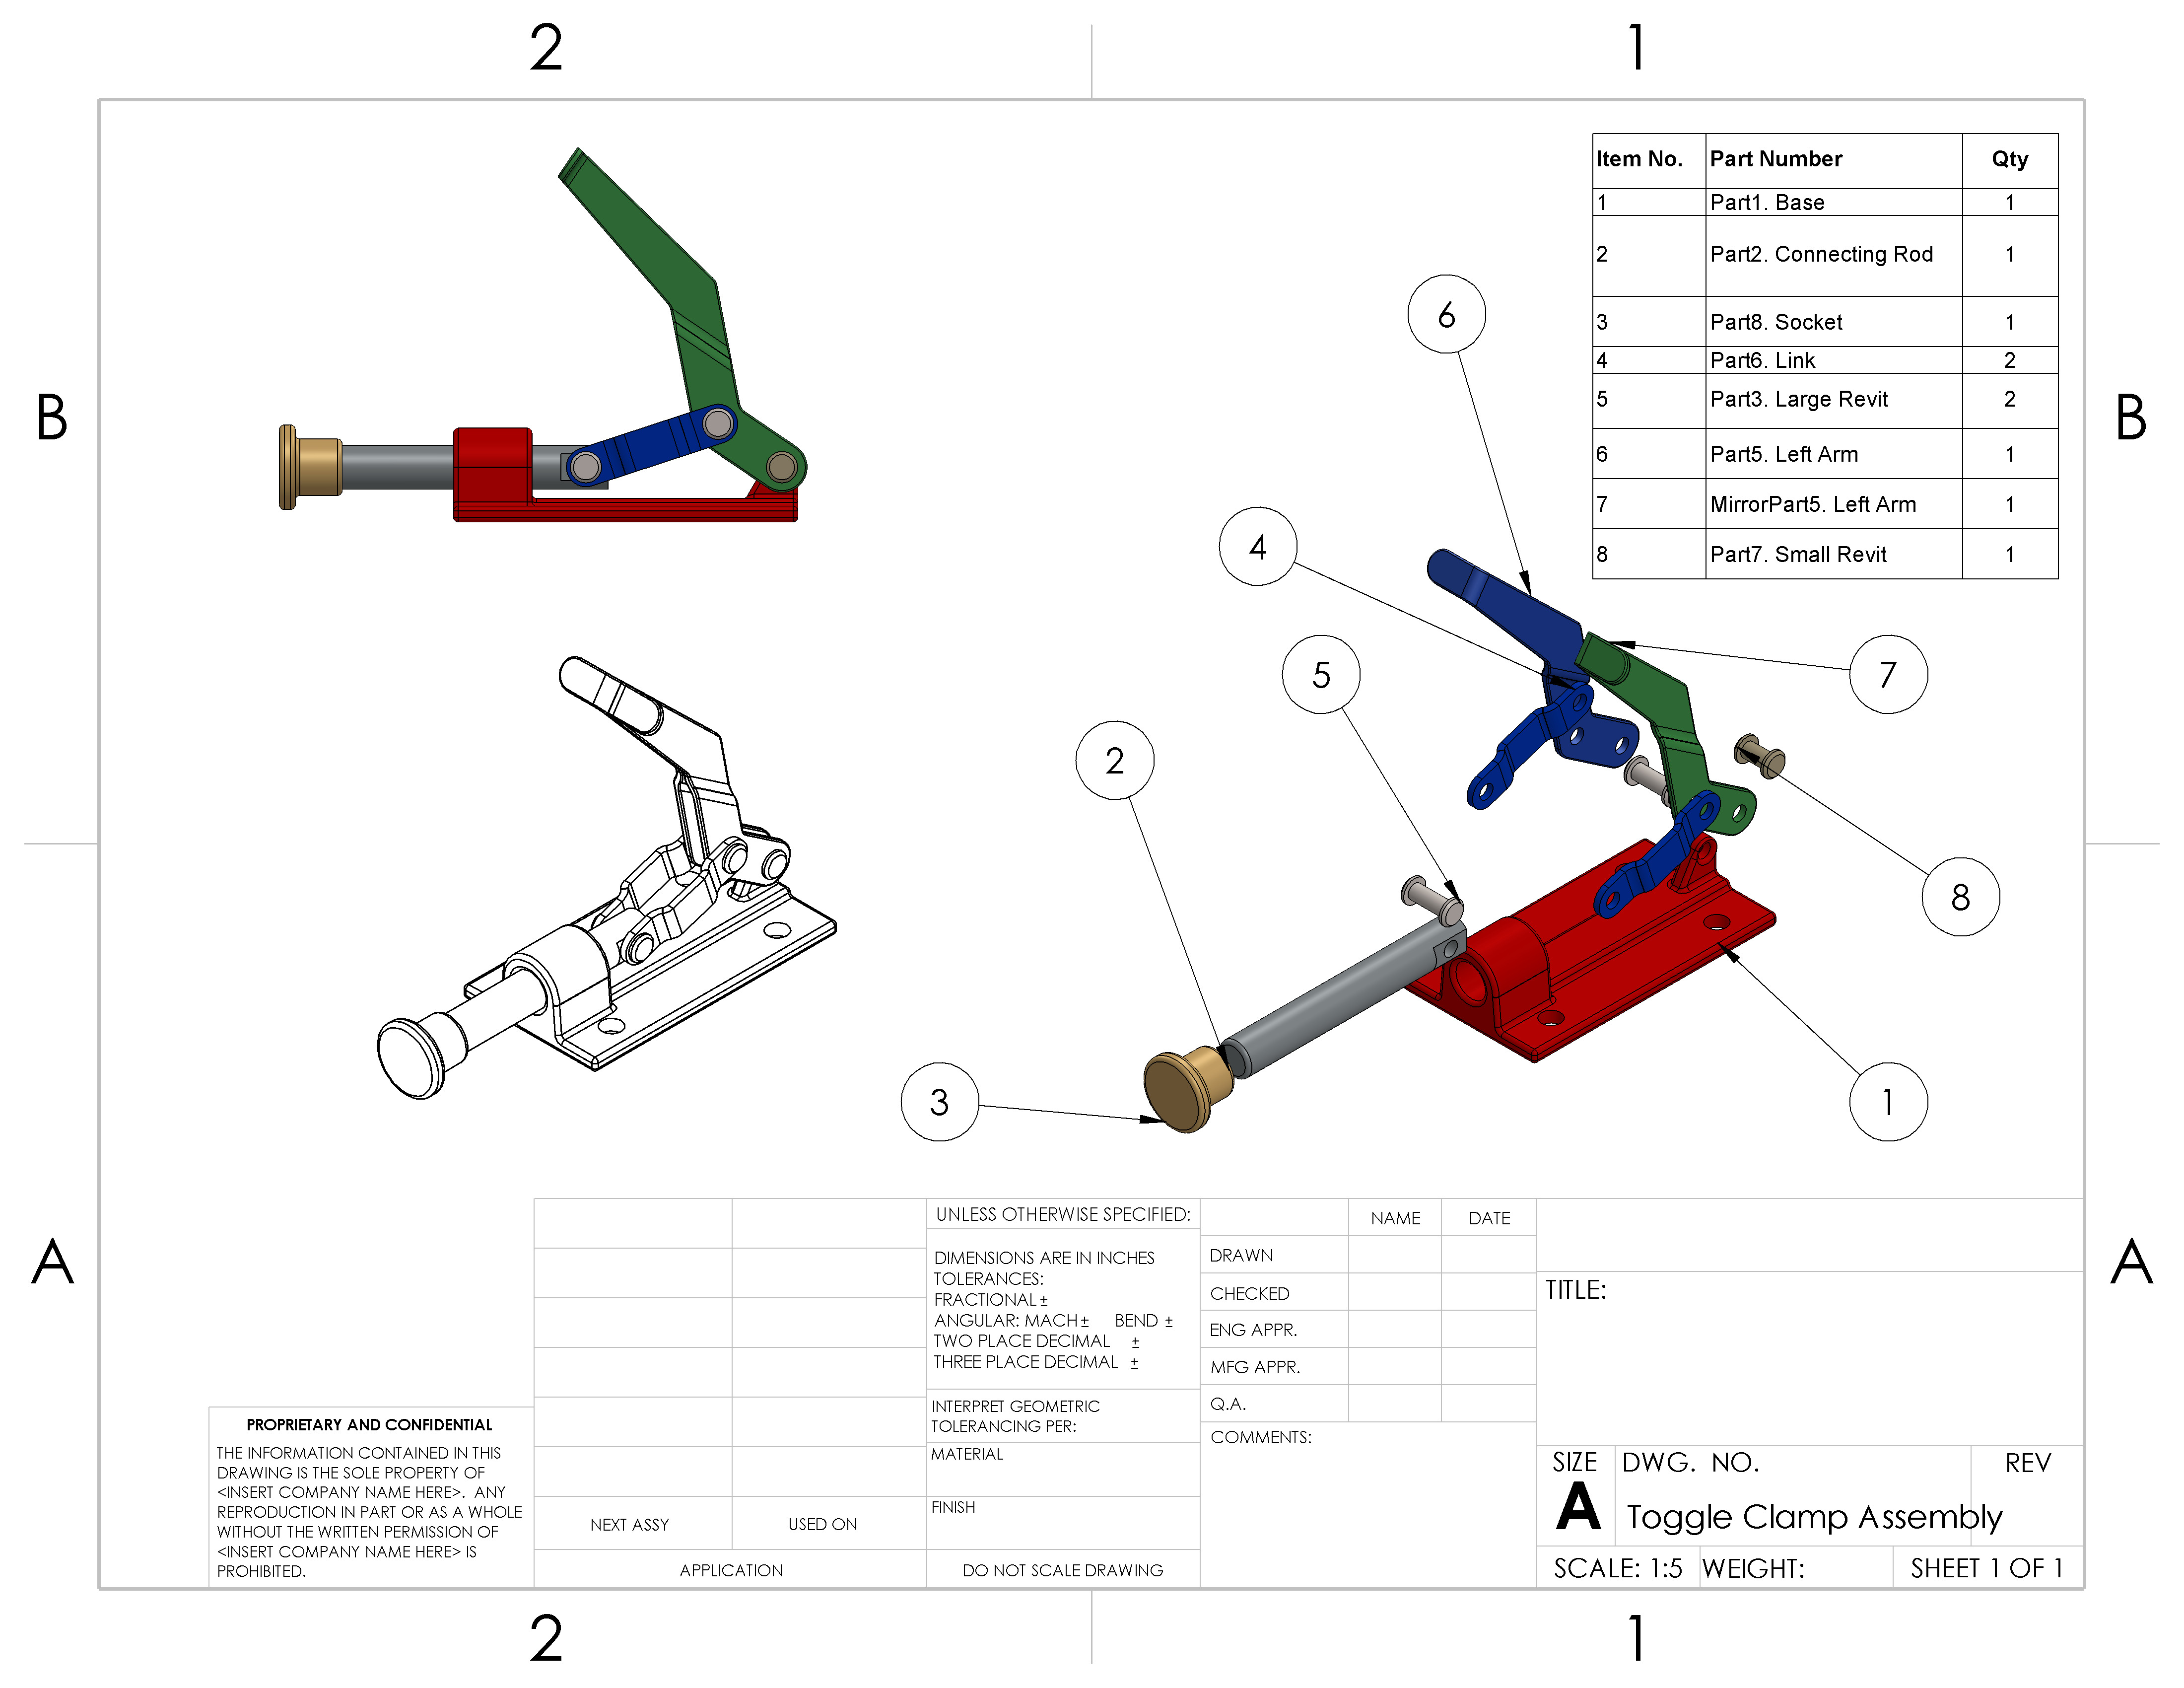 2
1
B
B
Item No. Part Number Qty
1 Part1. Base 1
2 Part2. Connecting Rod 1
3 Part8. Socket 1
4 Part6. Link 2
5 Part3. Large Revit 2
6 Part5. Left Arm 1
7 MirrorPart5. Left Arm 1
8 Part7. Small Revit 1
6
4
5
7
2
8
3
1
A
A
PROPRIETARY AND CONFIDENTIAL
THE INFORMATION CONTAINED IN THIS
DRAWING IS THE SOLE PROPERTY OF
<INSERT COMPANY NAME HERE>. ANY
REPRODUCTION IN PART OR AS A WHOLE
WITHOUT THE WRITTEN PERMISSION OF
<INSERT COMPANY NAME HERE> IS
PROHIBITED.
NEXT ASSY
USED ON
APPLICATION
UNLESS OTHERWISE SPECIFIED:
DIMENSIONS ARE IN INCHES
TOLERANCES:
FRACTIONAL ±
ANGULAR: MACH ± BEND ±
TWO PLACE DECIMAL ±
THREE PLACE DECIMAL ±
INTERPRET GEOMETRIC
TOLERANCING PER:
MATERIAL
FINISH
DO NOT SCALE DRAWING
NAME DATE
DRAWN
CHECKED
ENG APPR.
MFG APPR.
Q.A.
COMMENTS:
TITLE:
SIZE DWG. NO. REV
A Toggle Clamp Assembly
SCALE: 1:5 WEIGHT: SHEET 1 OF 1
2
1